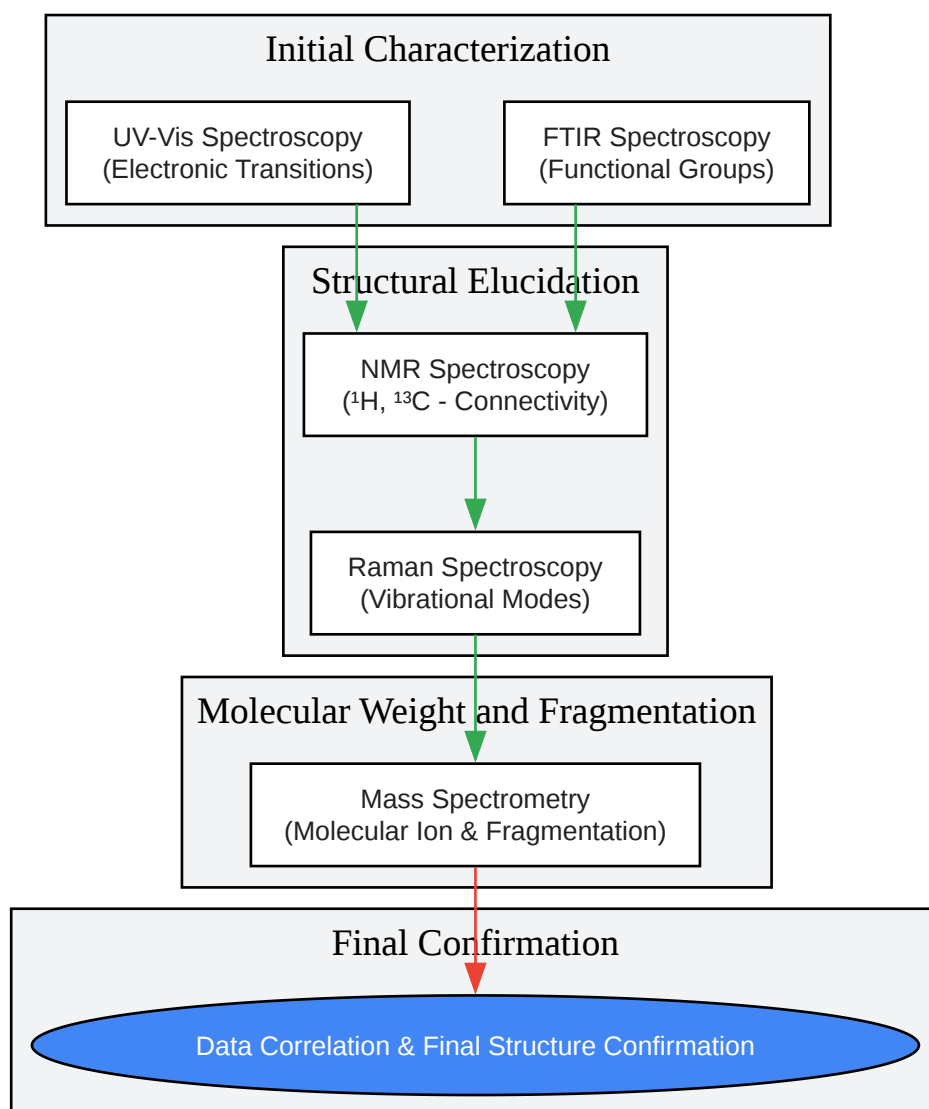 Initial Characterization
UV-Vis Spectroscopy
(Electronic Transitions)
FTIR Spectroscopy
(Functional Groups)
Structural Elucidation
NMR Spectroscopy
(¹H, ¹³C - Connectivity)
Raman Spectroscopy
(Vibrational Modes)
Molecular Weight and Fragmentation
Mass Spectrometry
(Molecular Ion & Fragmentation)
Final Confirmation
Data Correlation & Final Structure Confirmation